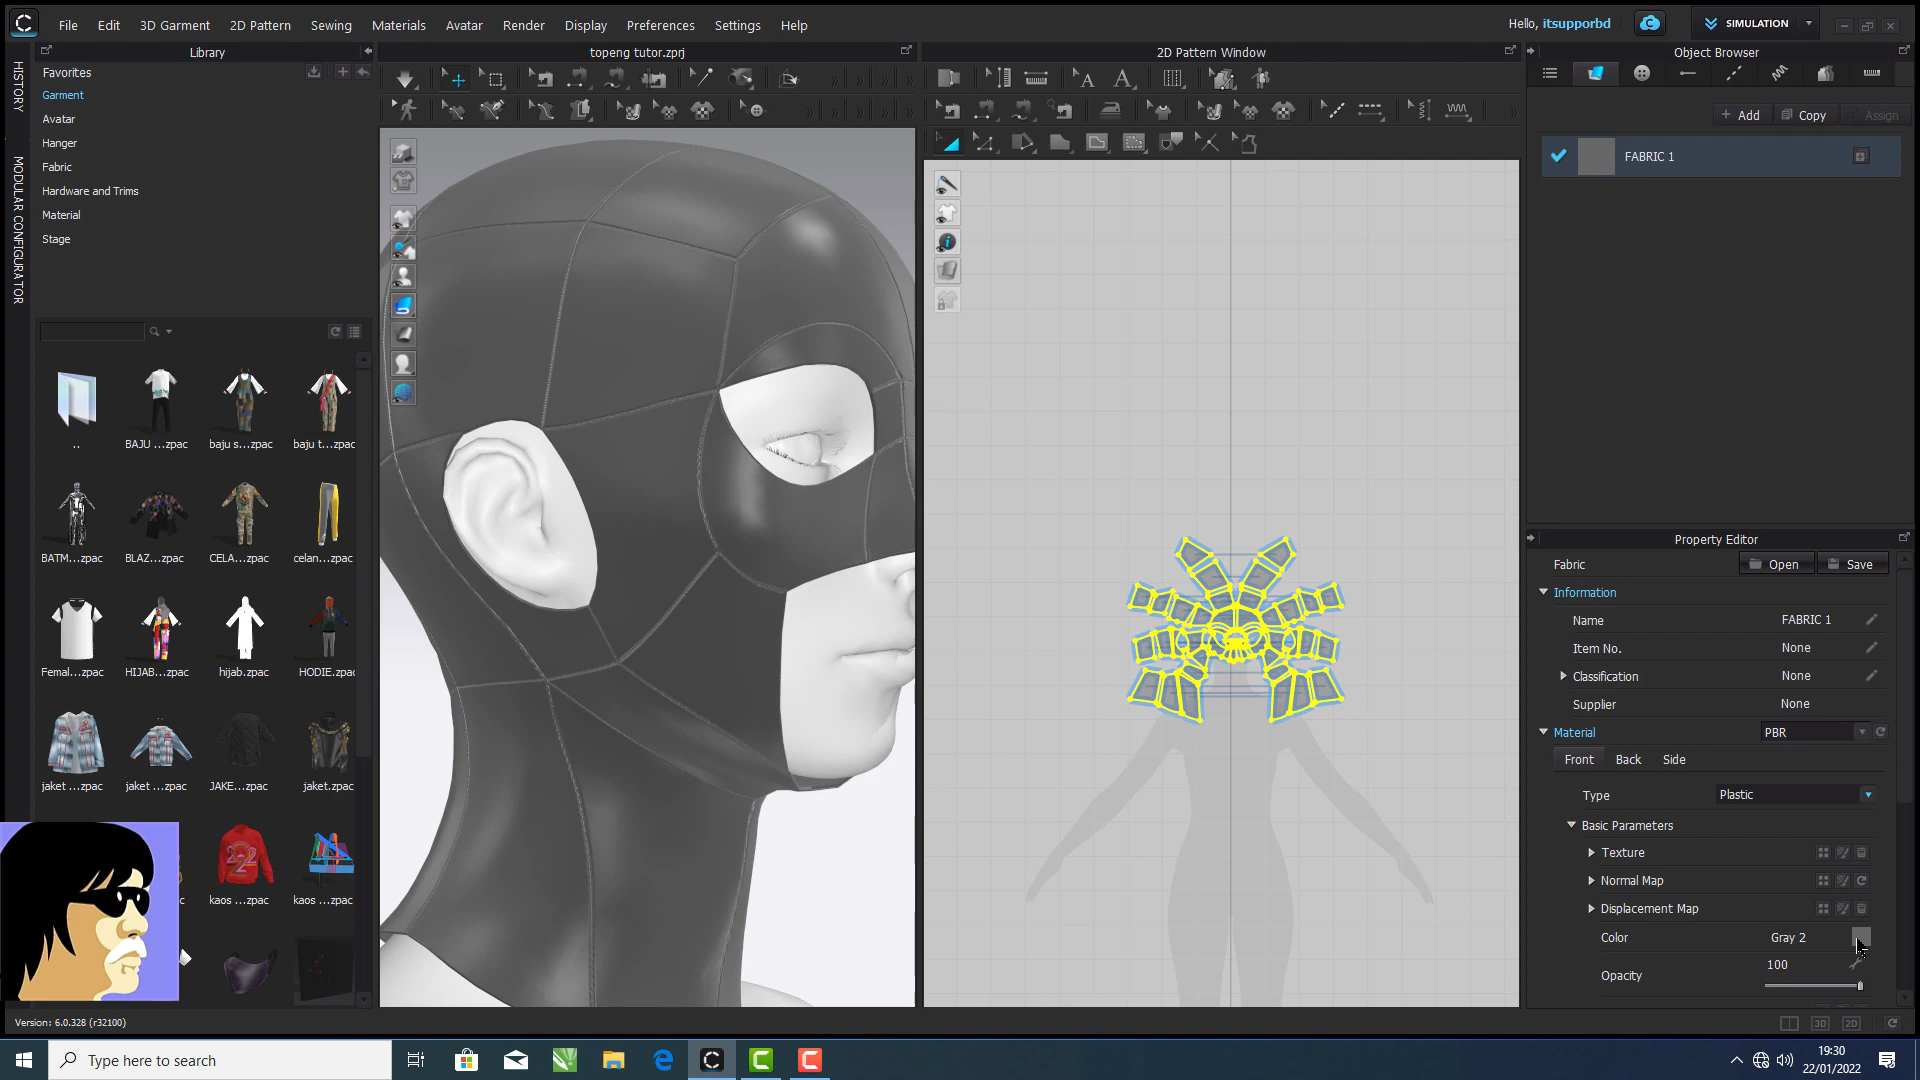 File Edit 3D Garment 2D Pattern Sewing Materials Avatar Render Display Preferences Settings Help
Hello, itsupporbd
SIMULATION
HISTORY
MODULAR CONFIGURATOR
Library
Favorites
Garment
Avatar
Hanger
Fabric
Hardware and Trims
Material
Stage
..
BAJU ...zpac
baju s...zpac
baju t...zpac
BATM...zpac
BLAZ...zpac
CELA...zpac
celan...zpac
Femal...zpac
HIJAB...zpac
hijab.zpac
HODIE.zpac
jaket ...zpac
jaket ...zpac
JAKE...zpac
jaket.zpac
c
kaos ...zpac
kaos ...zpac
Version: 6.0.328 (r32100)
topeng tutor.zprj
2D Pattern Window
Object Browser
+ Add
Copy
Assign
FABRIC 1
Property Editor
Fabric
Open
Save
Information
Name FABRIC 1
Item No. None
Classification None
Supplier None
Material PBR
Front Back Side
Type Plastic
Basic Parameters
Texture
Normal Map
Displacement Map
Color Gray 2
Opacity 100
3D
2D
Type here to search
19:30
22/01/2022